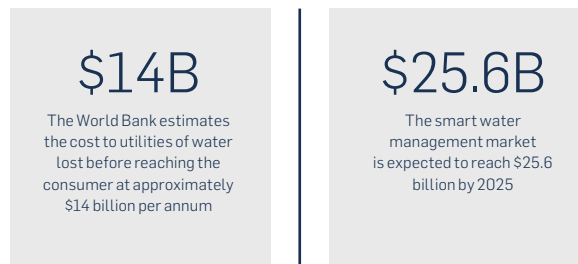 $14B
The World Bank estimates
the cost to utilities of water
lost before reaching the
consumer at approximately
$14 billion per annum
$25.6B
The smart water
management market
is expected to reach $25.6
billion by 2025